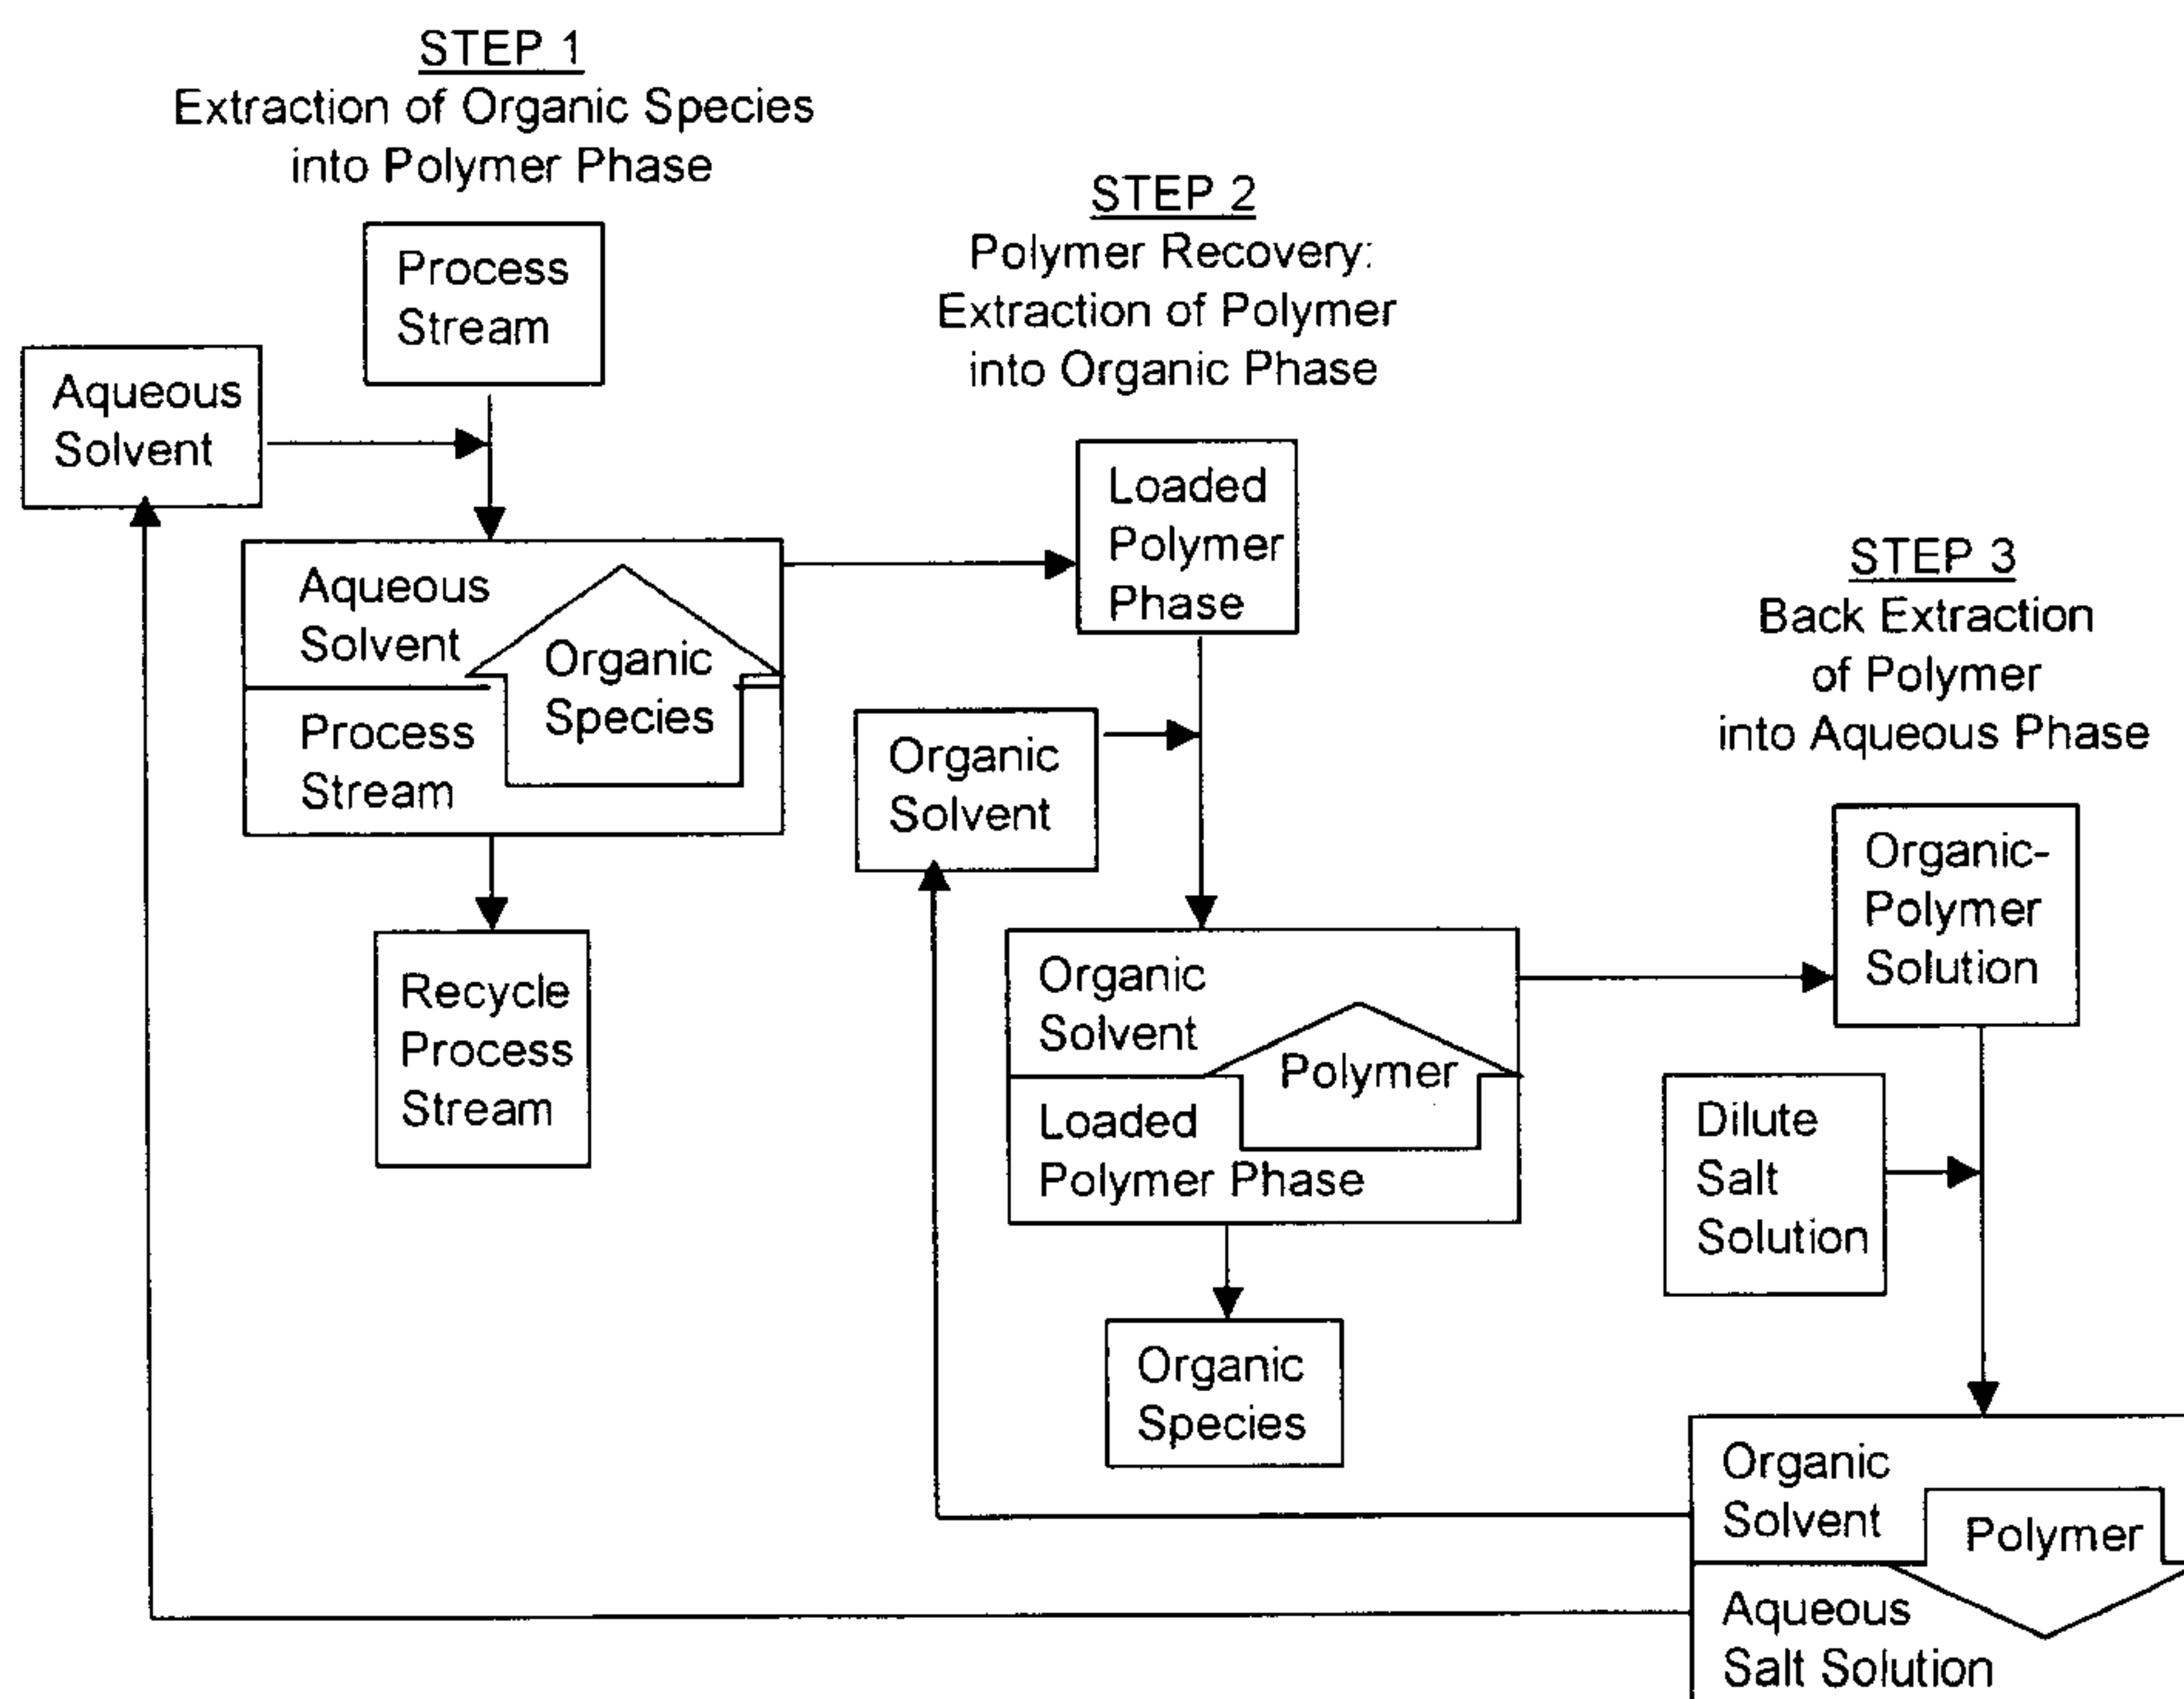 STEP 1
Extraction of Organic Species
into Polymer Phase
Process
Stream
Aqueous
Solvent
Aqueous
Solvent
Organic
Species
Process
Stream
Recycle
Process
Stream
STEP 2
Polymer Recovery:
Extraction of Polymer
into Organic Phase
Loaded
Polymer
Phase
Organic
Solvent
Organic
Solvent
Polymer
Loaded
Polymer Phase
Organic
Species
STEP 3
Back Extraction
of Polymer
into Aqueous Phase
Organic-
Polymer
Solution
Dilute
Salt
Solution
Organic
Solvent
Polymer
Aqueous
Salt Solution